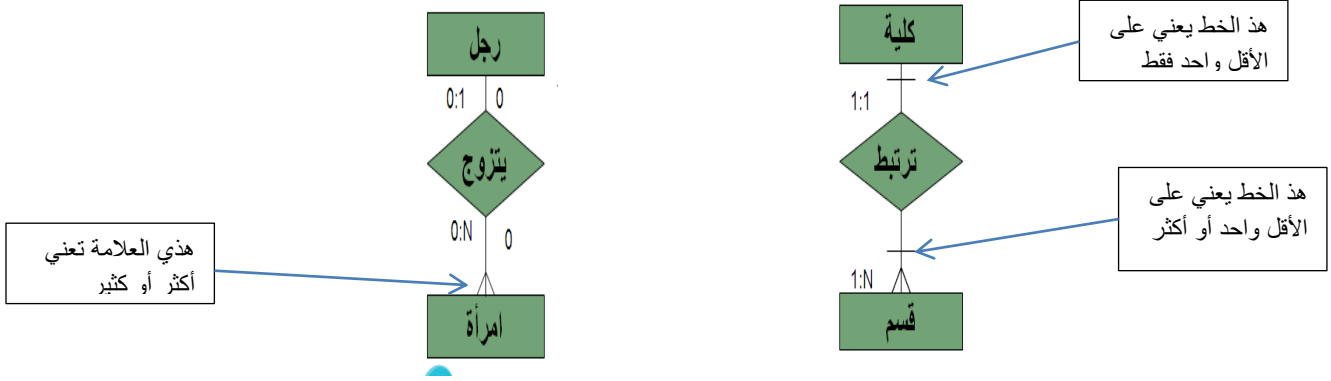 كلية
هذ الخط يعني على
الأقل واحد فقط
1:1
ترتبط
هذ الخط يعني على
الأقل واحد أو أكثر
1:N
قسم
رجل
0:1 0
يتزوج
0:N 0
هذي العلامة تعني
أكثر أو كثير
امرأة